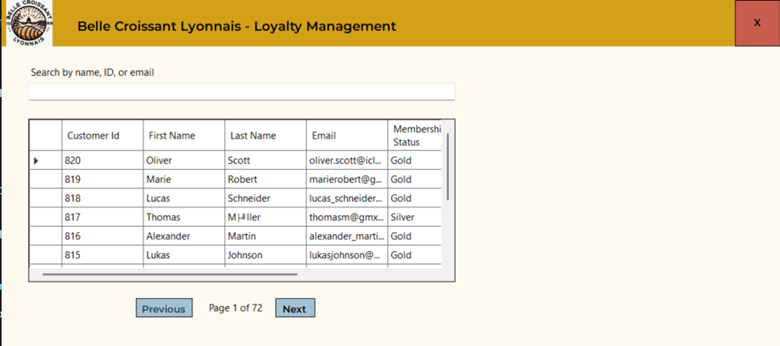 BELLE CROISSANT
LYONNAIS
Belle Croissant Lyonnais - Loyalty Management
X
Search by name, ID, or email
Customer Id First Name Last Name Email Membershi
Status
820 Oliver Scott oliver.scott@icl... Gold
819 Marie Robert marierobert@g... Gold
818 Lucas Schneider lucas_schneider... Gold
817 Thomas thomasm@gmx... Silver
816 Alexander Martin alexander_marti... Gold
815 Lukas Johnson lukasjohnson@... Gold
Previous Page 1 of 72 Next